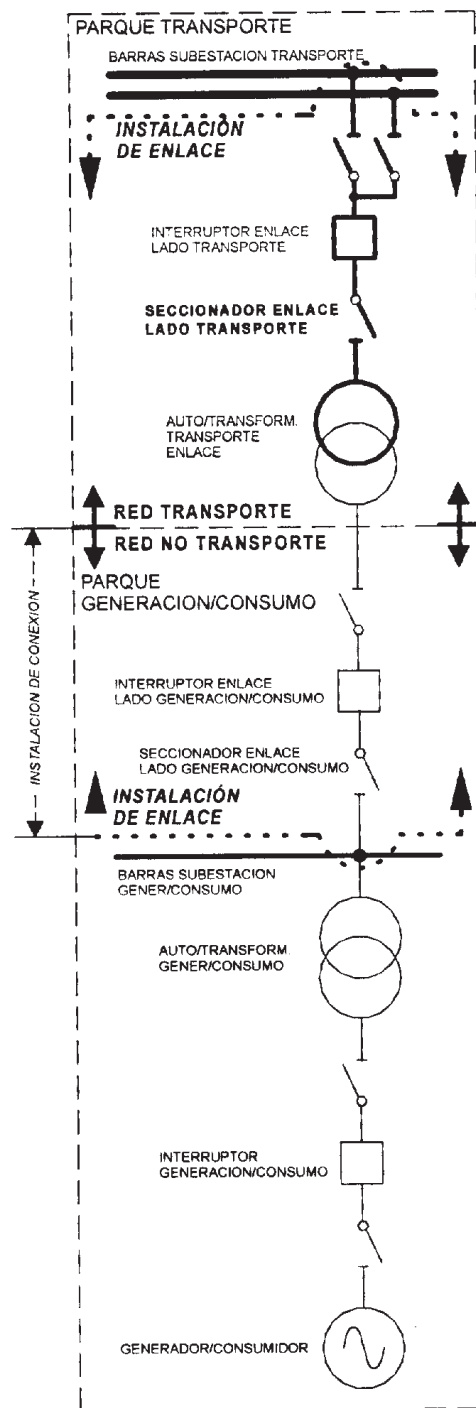 PARQUE TRANSPORTE
BARRAS SUBESTACION TRANSPORTE
INSTALACIÓN
DE ENLACE
INTERRUPTOR ENLACE
LADO TRANSPORTE
SECCIONADOR ENLACE
LADO TRANSPORTE
AUTO/TRANSFORM.
TRANSPORTE
ENLACE
RED TRANSPORTE
RED NO TRANSPORTE
PARQUE
GENERACION/CONSUMO
INSTALACION DE CONEXION
INTERRUPTOR ENLACE
LADO GENERACION/CONSUMO
SECCIONADOR ENLACE
LADO GENERACION/CONSUMO
INSTALACIÓN
DE ENLACE
BARRAS SUBESTACION
GENER/CONSUMO
AUTO/TRANSFORM.
GENER/CONSUMO
INTERRUPTOR
GENERACION/CONSUMO
GENERADOR/CONSUMIDOR